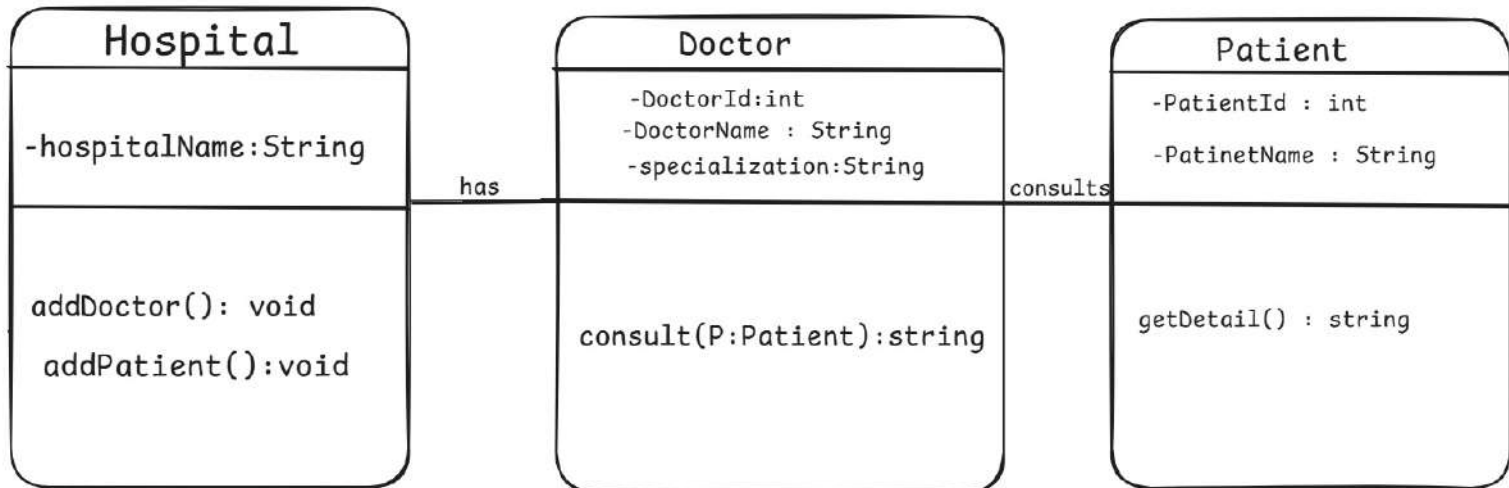 Hospital
-hospitalName:String
addDoctor(): void
addPatient():void
has
Doctor
-DoctorId:int
-DoctorName : String
-specialization:String
consult(P:Patient):string
consults
Patient
-PatientId : int
-PatinetName : String
getDetail() : string